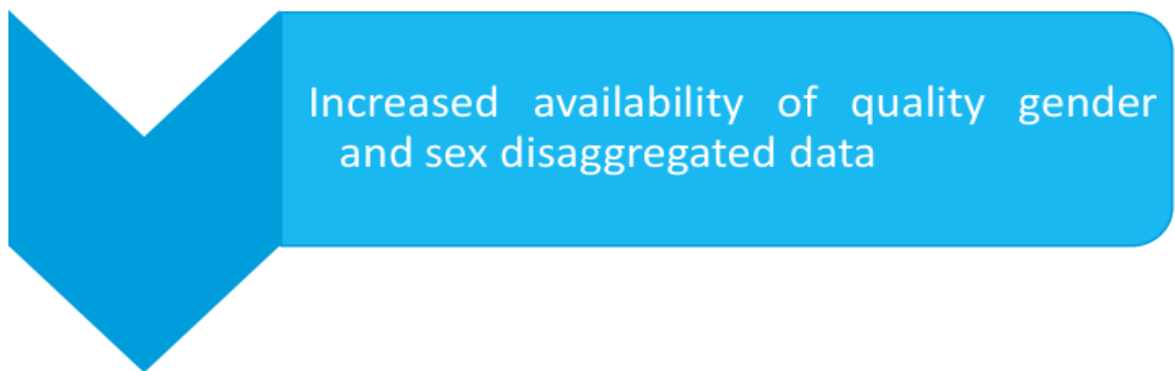 Increased availability of quality gender
and sex disaggregated data